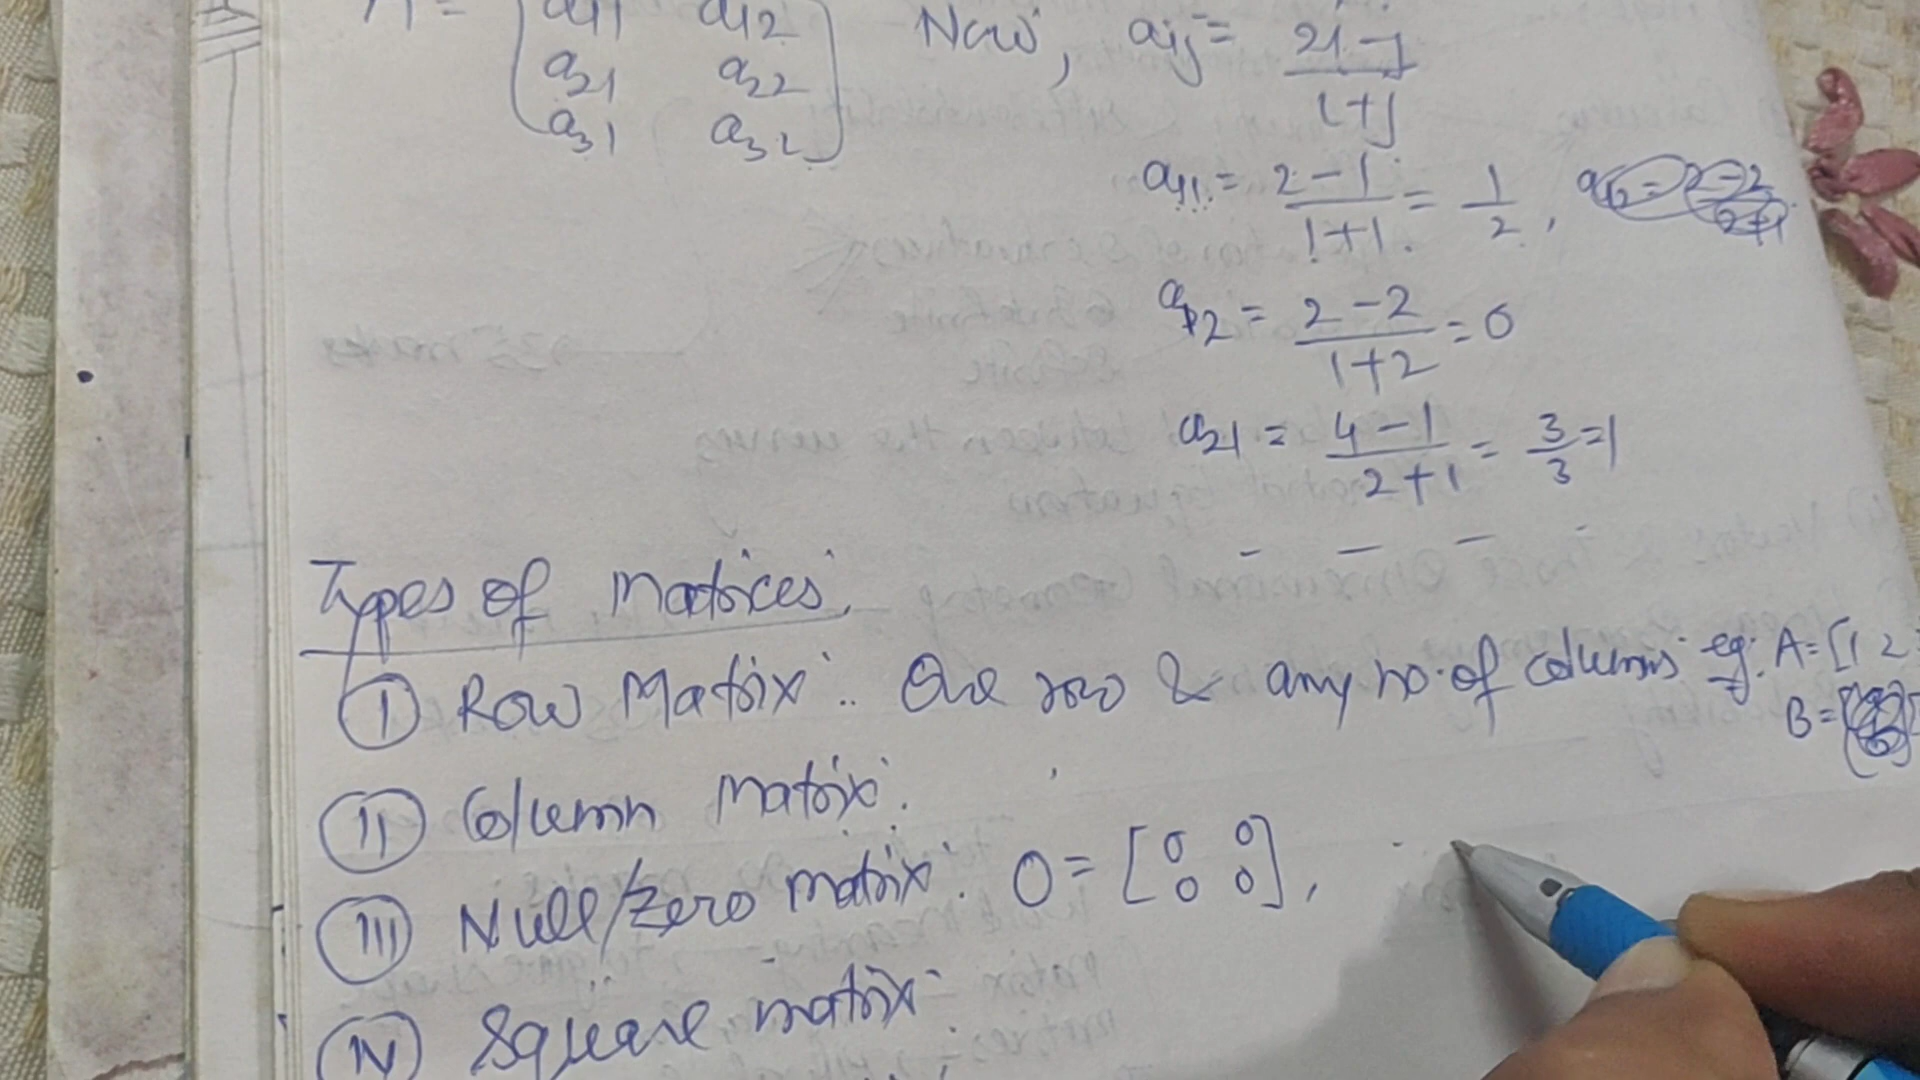 A = [a11 a12 Now, aij = 2i-j / i+j
a21 a22
a31 a32]
a11 = 2-1 / 1+1 = 1/2,
a12 = 2-2 / 1+2 = 0
a21 = 4-1 / 2+1 = 3/3 = 1
- - - -
Types of Matrices.
(I) Row Matrix: One row & any no. of columns eg: A = [1 2
B = [
(II) Column Matrix.
(III) Null/Zero matrix: O = [0 0
0 0],
(IV) Square matrix: